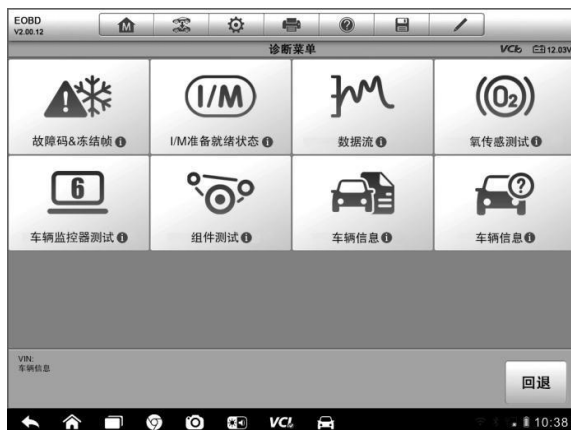 EOBD
V2.00.12
M
诊断菜单
VCI 12.03V
I/M
O2
故障码&冻结帧
I/M准备就绪状态
数据流
氧传感测试
6
车辆监控器测试
组件测试
车辆信息
车辆信息
VIN:
车辆信息
回退
VCI
10:38